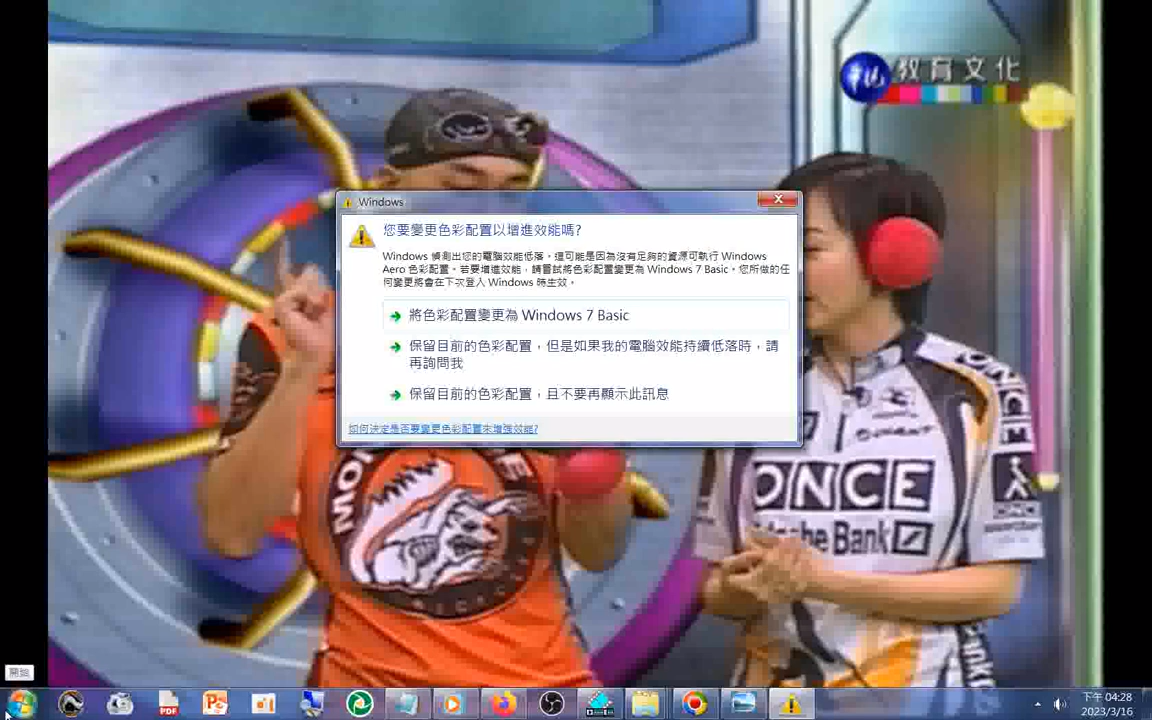 教育文化
Windows
您要變更色彩配置以增進效能嗎?
Windows 偵測出您的電腦效能低落。這可能是因為沒有足夠的資源可執行 Windows
Aero 色彩配置。若要增進效能，請嘗試將色彩配置變更為 Windows 7 Basic。您所做的任
何變更將會在下次登入 Windows 時生效。
將色彩配置變更為 Windows 7 Basic
保留目前的色彩配置，但是如果我的電腦效能持續低落時，請
再詢問我
保留目前的色彩配置，且不要再顯示此訊息
如何決定是否要變更色彩配置來增強效能?
ONCE
ONCE
Bank
開始
PDF
下午 04:28
2023/3/16